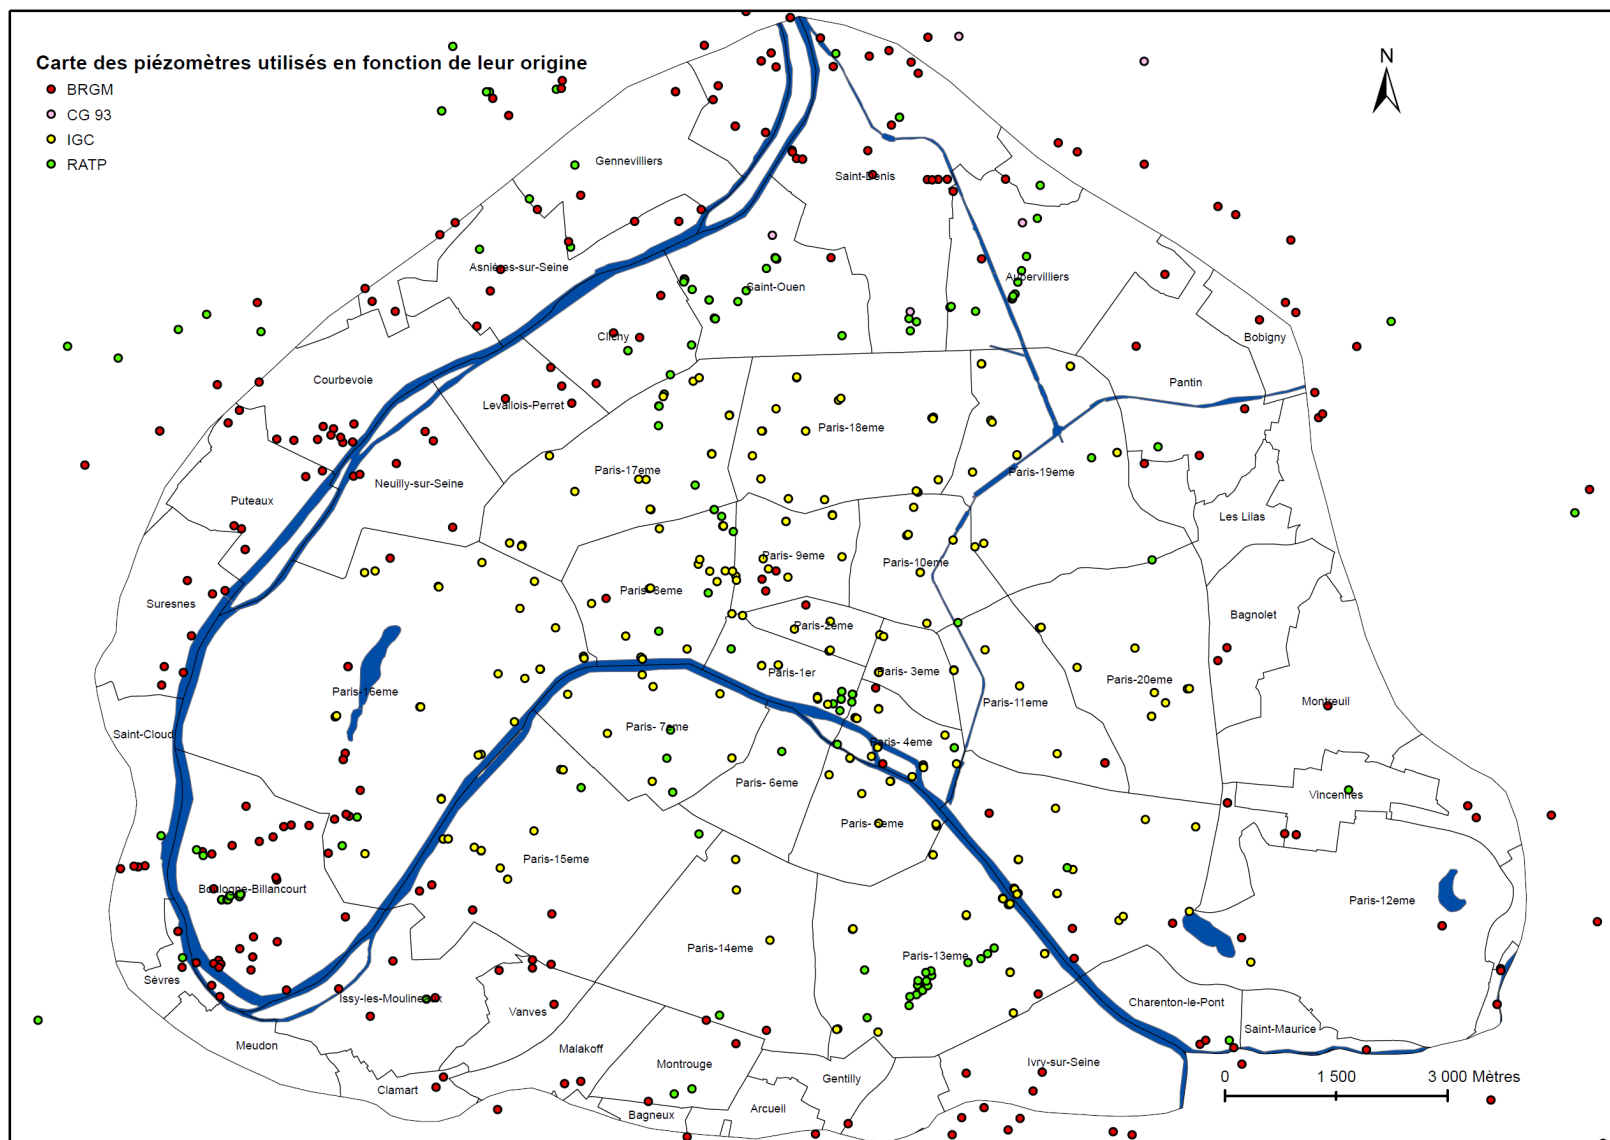 N
Carte des piézomètres utilisés en fonction de leur origine
BRGM
CG 93
IGC
RATP
Gennevilliers
Saint-Denis
Asnières-sur-Seine
Aubervilliers
Saint-Ouen
Clichy
Bobigny
Courbevoie
Pantin
Levallois-Perret
Paris-18eme
Paris-17eme
Paris-19eme
Neuilly-sur-Seine
Puteaux
Les Lilas
Paris- 9eme
Paris-10eme
Paris- 8eme
Suresnes
Bagnolet
Paris-2eme
Paris-1er
Paris- 3eme
Paris-20eme
Paris-16eme
Paris-11eme
Montreuil
Paris- 7eme
Saint-Cloud
Paris- 4eme
Paris- 6eme
Vincennes
Paris- 5eme
Paris-15eme
Boulogne-Billancourt
Paris-12eme
Paris-14eme
Paris-13eme
Sèvres
Issy-les-Moulineaux
Charenton-le-Pont
Vanves
Saint-Maurice
Meudon
Malakoff
Montrouge
Ivry-sur-Seine
Gentilly
Clamart
Arcueil
Bagneux
0 1 500 3 000 Mètres